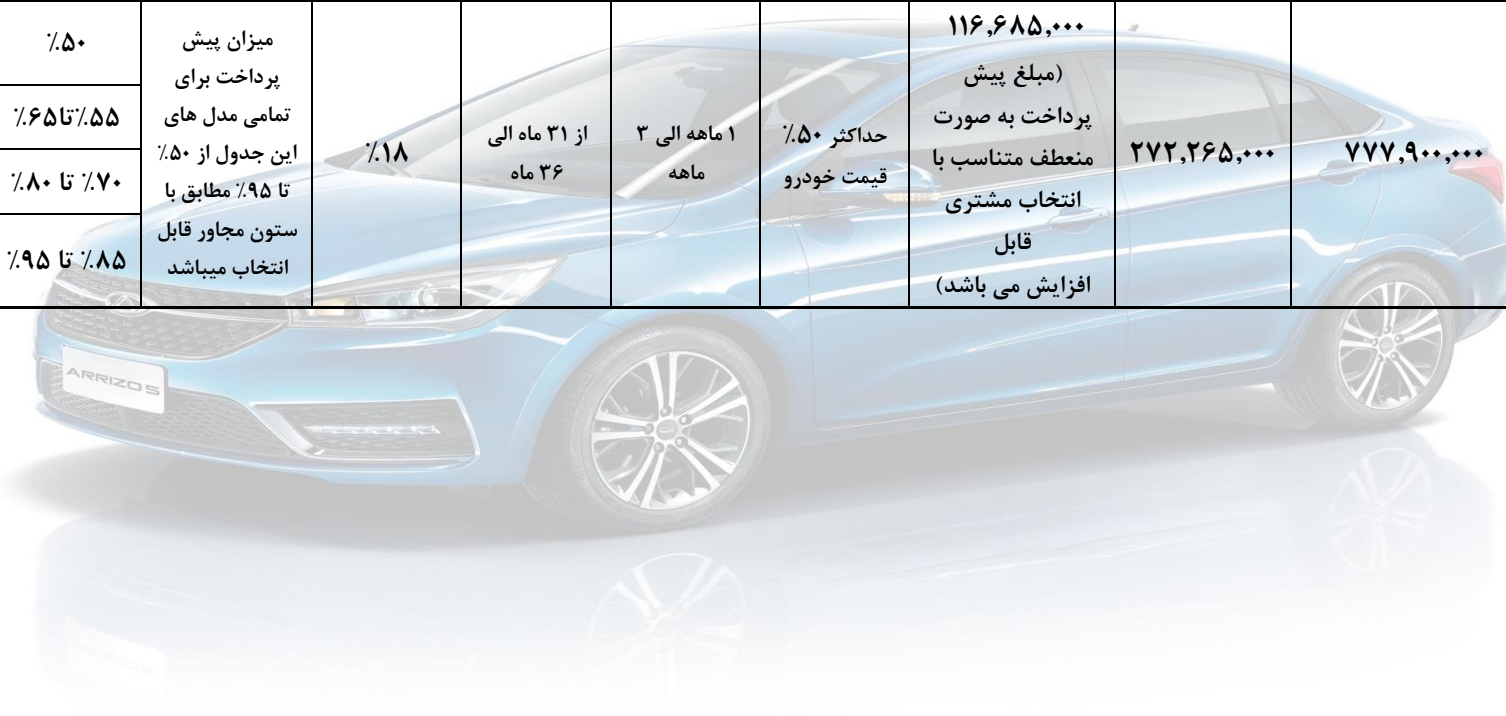 ۷۷۷,۹۰۰,۰۰۰
۲۷۲,۲۶۵,۰۰۰
۱۱۶,۶۸۵,۰۰۰
(مبلغ پیش
پرداخت به صورت
منعطف متناسب با
انتخاب مشتری
قابل
افزایش می باشد)
حداکثر ۵۰٪
قیمت خودرو
۱ ماهه الی ۳
ماهه
از ۳۱ ماه الی
۳۶ ماه
۱۸٪
میزان پیش
پرداخت برای
تمامی مدل های
این جدول از ۵۰٪
تا ۹۵٪ مطابق با
ستون مجاور قابل
انتخاب میباشد
۵۰٪
۵۵٪تا۶۵٪
۷۰٪ تا ۸۰٪
۸۵٪ تا ۹۵٪
ARRIZO 5